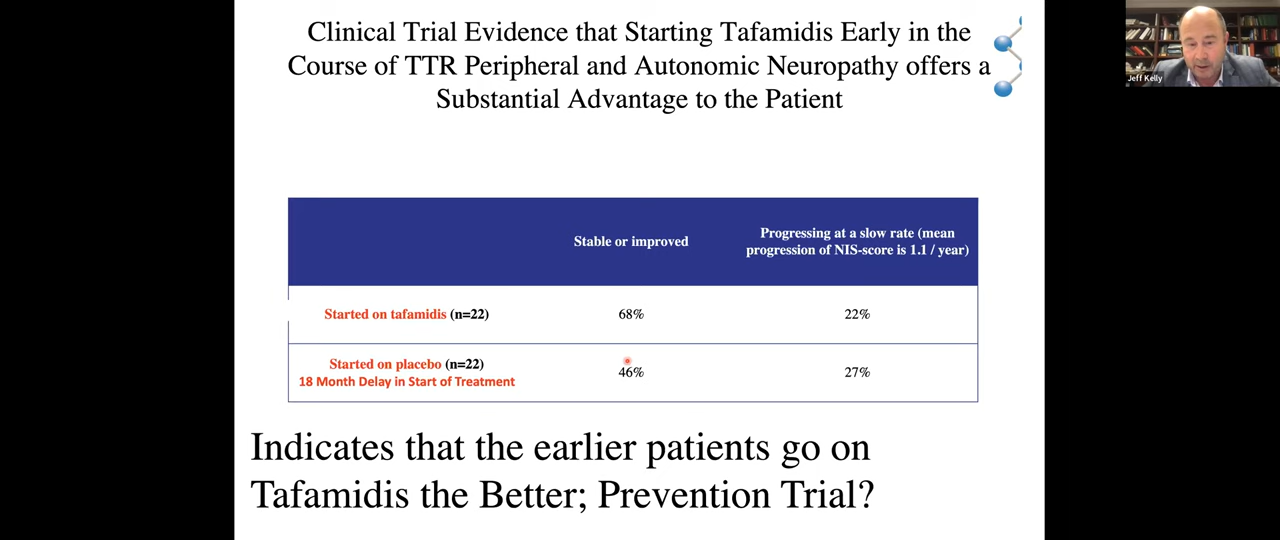 Clinical Trial Evidence that Starting Tafamidis Early in the
Course of TTR Peripheral and Autonomic Neuropathy offers a
Substantial Advantage to the Patient
Jeff Kelly
Stable or improved
Progressing at a slow rate (mean
progression of NIS-score is 1.1 / year)
Started on tafamidis (n=22)
68%
22%
Started on placebo (n=22)
18 Month Delay in Start of Treatment
46%
27%
Indicates that the earlier patients go on
Tafamidis the Better; Prevention Trial?